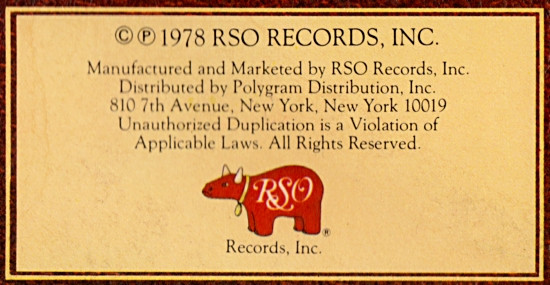 © ℗ 1978 RSO RECORDS, INC.
Manufactured and Marketed by RSO Records, Inc.
Distributed by Polygram Distribution, Inc.
810 7th Avenue, New York, New York 10019
Unauthorized Duplication is a Violation of
Applicable Laws. All Rights Reserved.
RSO
®
Records, Inc.